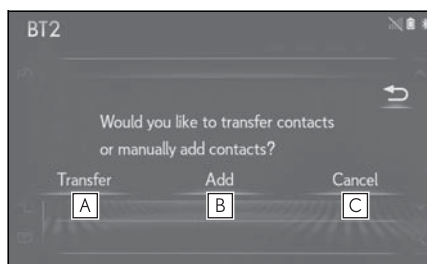 BT2
Would you like to transfer contacts
or manually add contacts?
Transfer Add Cancel
A B C